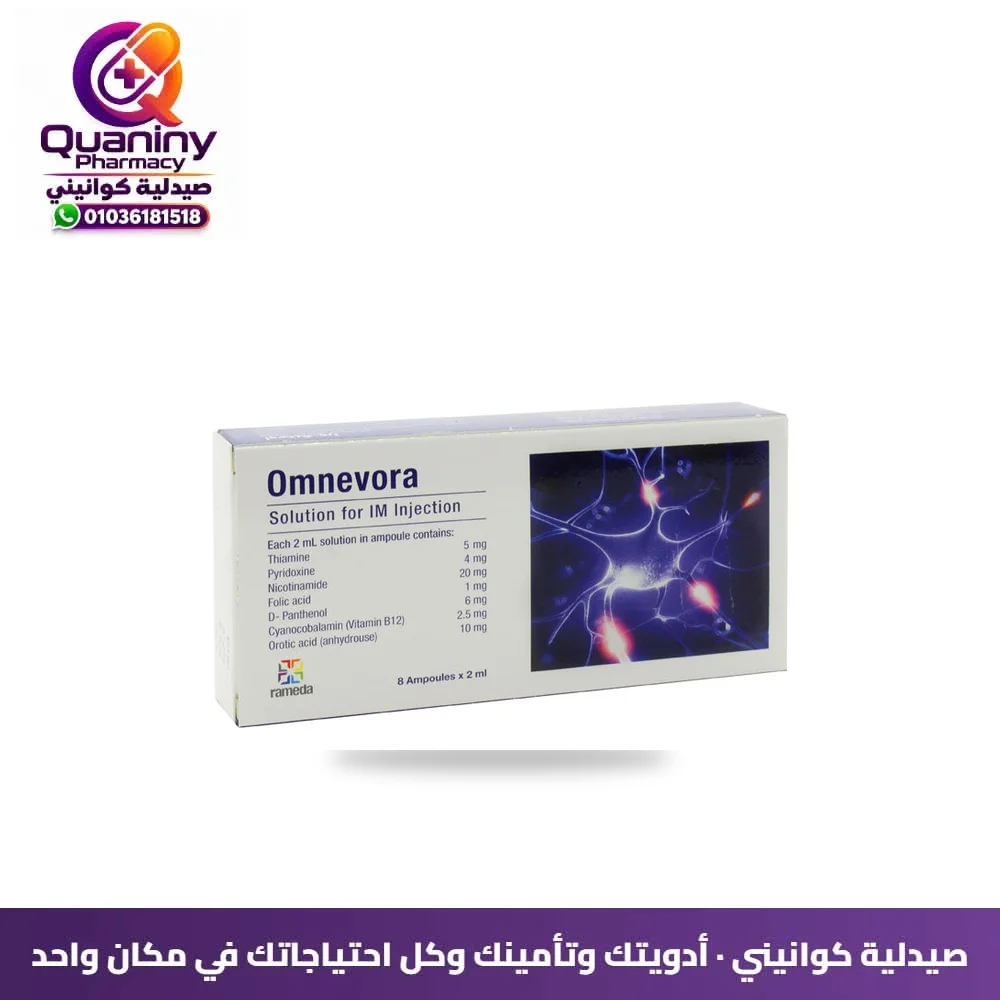 Quaniny
Pharmacy
صيدلية كوانيني
01036181518
Omnevora
Solution for IM Injection
Each 2 mL solution in ampoule contains:
Thiamine 5 mg
Pyridoxine 4 mg
Nicotinamide 20 mg
Folic acid 1 mg
D- Panthenol 6 mg
Cyanocobalamin (Vitamin B12) 2.5 mg
Orotic acid (anhydrouse) 10 mg
8 Ampoules x 2 ml
rameda
صيدلية كوانيني · أدويتك وتأمينك وكل احتياجاتك في مكان واحد